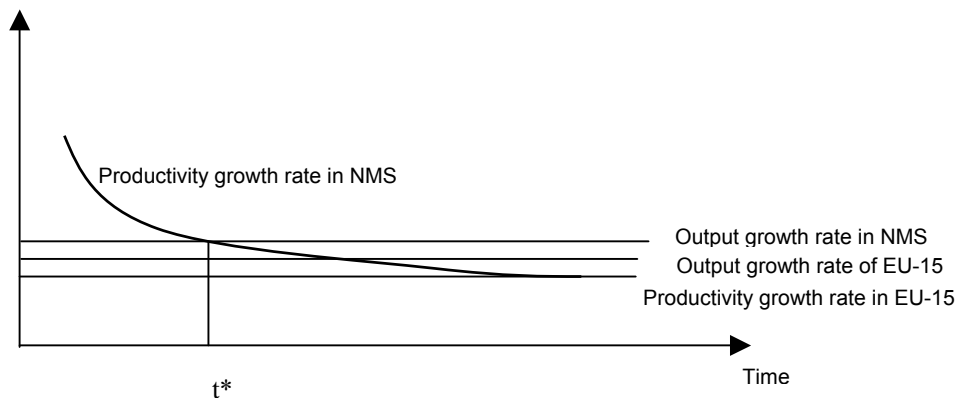 Productivity growth rate in NMS
Output growth rate in NMS
Output growth rate of EU-15
Productivity growth rate in EU-15
Time
t*